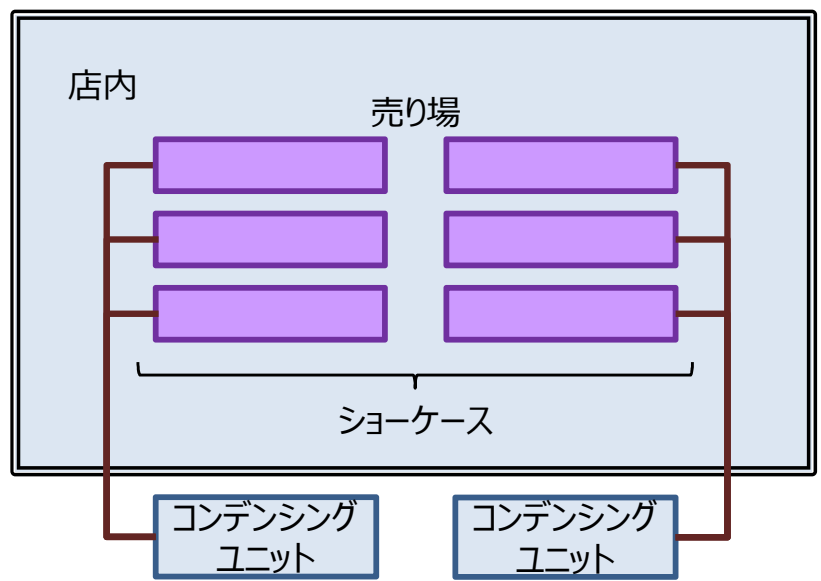 店内
売り場
ショーケース
コンデンシング
ユニット
コンデンシング
ユニット